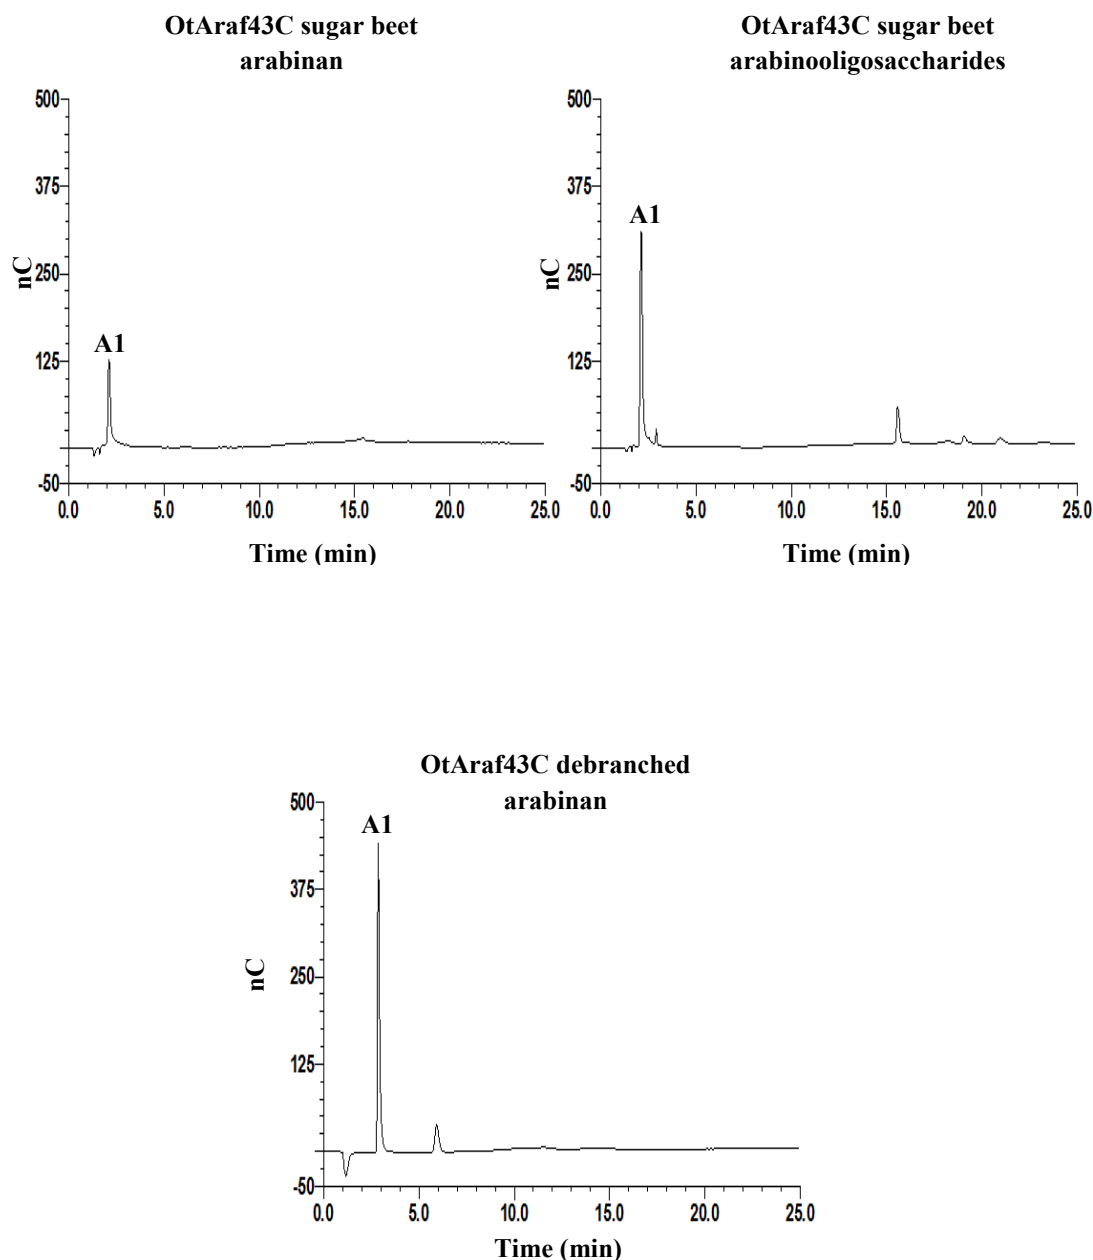 OtAraf43C sugar beet
arabinan
500
375
250
125
-50
nC
A1
0.0 5.0 10.0 15.0 20.0 25.0
Time (min)
OtAraf43C sugar beet
arabinooligosaccharides
500
375
250
125
-50
nC
A1
0.0 5.0 10.0 15.0 20.0 25.0
Time (min)
OtAraf43C debranched
arabinan
500
375
250
125
-50
nC
A1
0.0 5.0 10.0 15.0 20.0 25.0
Time (min)